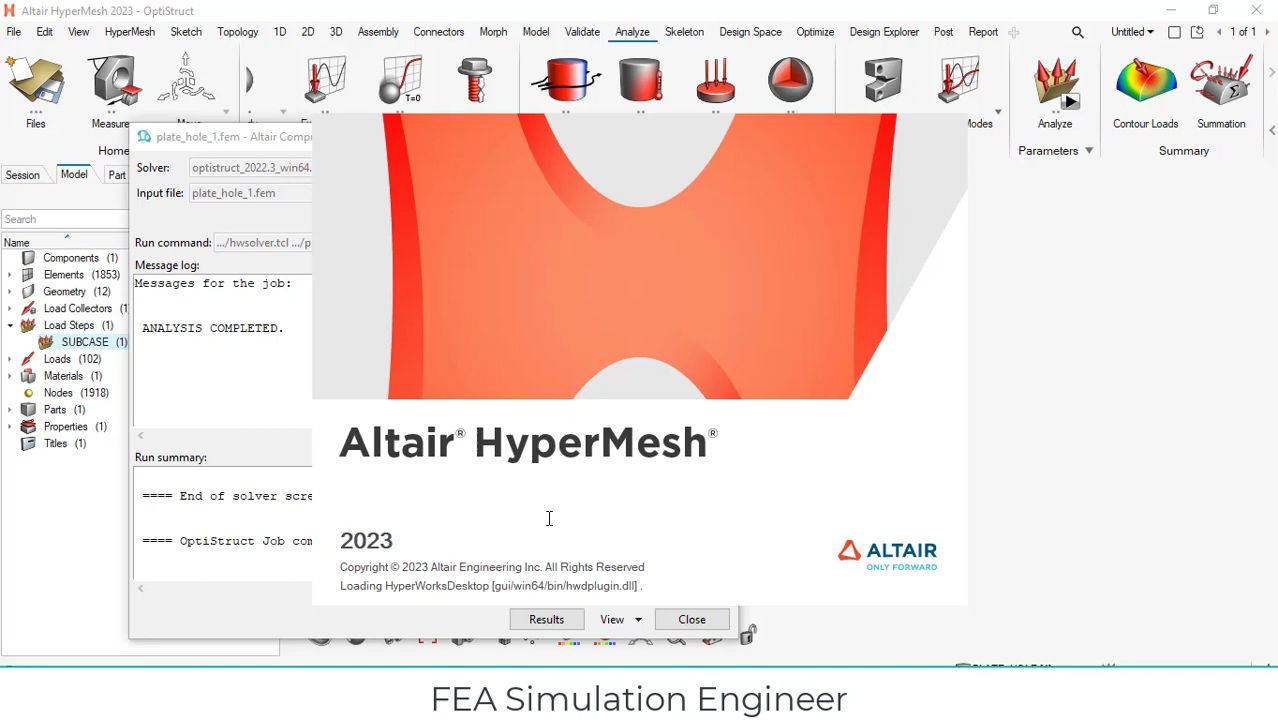 Altair HyperMesh 2023 - OptiStruct
File Edit View HyperMesh Sketch Topology 1D 2D 3D Assembly Connectors Morph Model Validate Analyze Skeleton Design Space Optimize Design Explorer Post Report Untitled 1 of 1
T=0
Files Measure Move Modes Analyze Contour Loads Summation
Home Parameters Summary
plate_hole_1.fem - Altair Comp
Solver: optistruct_2022.3_win64.
Input file: plate_hole_1.fem
Run command: .../hwsolver.tcl .../p
Message log:
Messages for the job:
ANALYSIS COMPLETED.
Run summary:
==== End of solver scre
==== OptiStruct Job com
Results View Close
Session Model Part
Search
Name
Components (1)
Elements (1853)
Geometry (12)
Load Collectors (1)
Load Steps (1)
SUBCASE (1)
Loads (102)
Materials (1)
Nodes (1918)
Parts (1)
Properties (1)
Titles (1)
Altair® HyperMesh®
2023
Copyright © 2023 Altair Engineering Inc. All Rights Reserved
Loading HyperWorksDesktop [gui/win64/bin/hwdplugin.dll] .
ALTAIR
ONLY FORWARD
FEA Simulation Engineer